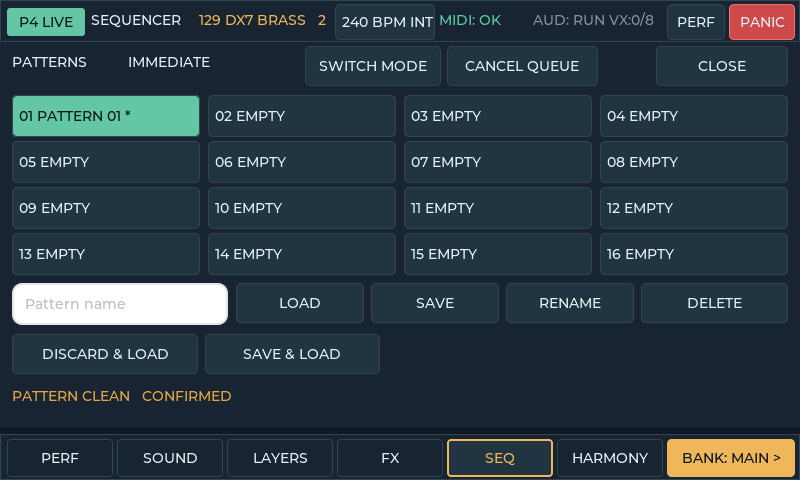 P4 LIVE SEQUENCER 129 DX7 BRASS 2 240 BPM INT MIDI: OK AUD: RUN VX:0/8 PERF PANIC
PATTERNS IMMEDIATE SWITCH MODE CANCEL QUEUE CLOSE
01 PATTERN 01 * 02 EMPTY 03 EMPTY 04 EMPTY
05 EMPTY 06 EMPTY 07 EMPTY 08 EMPTY
09 EMPTY 10 EMPTY 11 EMPTY 12 EMPTY
13 EMPTY 14 EMPTY 15 EMPTY 16 EMPTY
Pattern name LOAD SAVE RENAME DELETE
DISCARD & LOAD SAVE & LOAD
PATTERN CLEAN CONFIRMED
PERF SOUND LAYERS FX SEQ HARMONY BANK: MAIN >